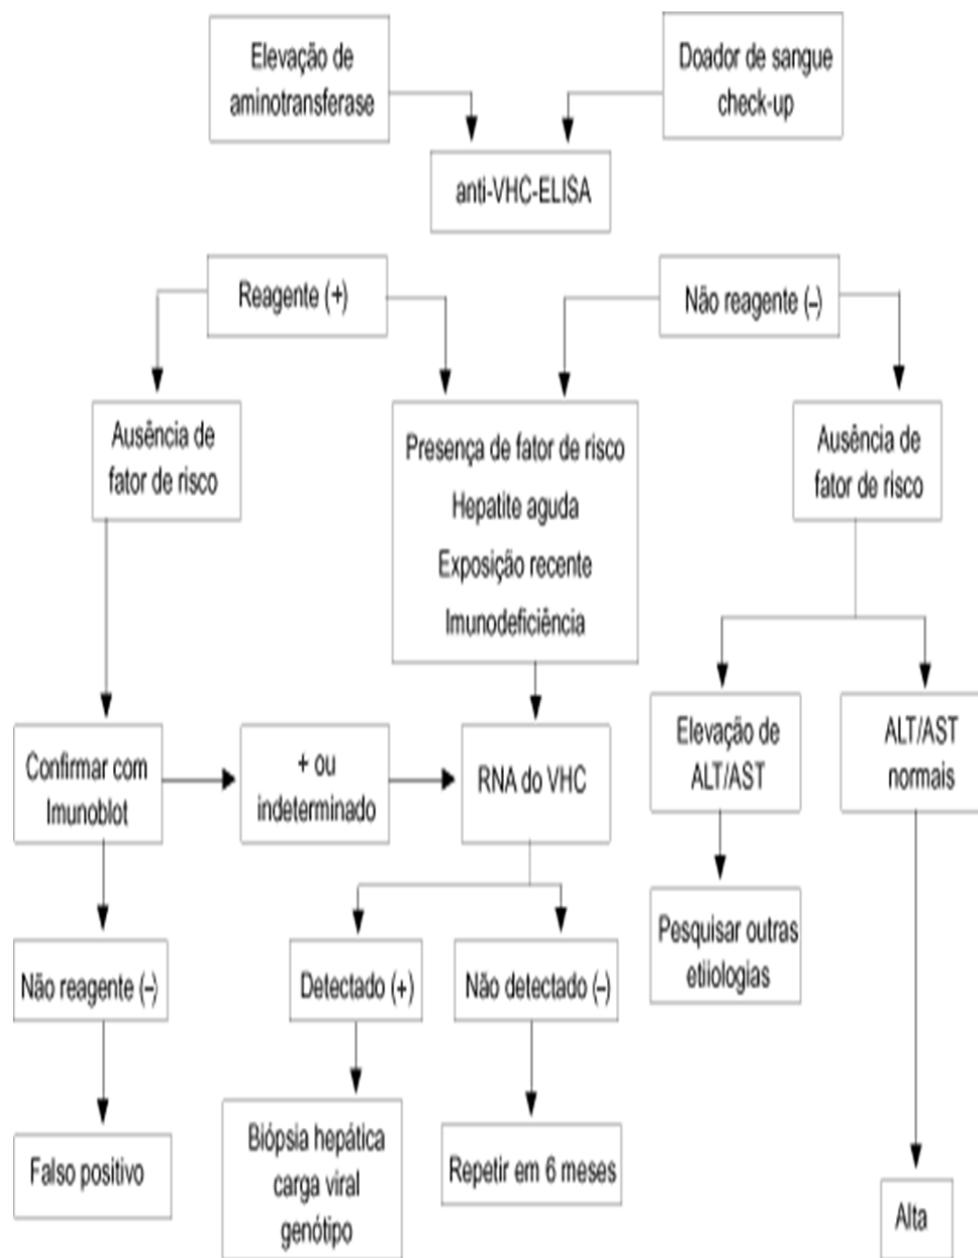 Elevação de
aminotransferase
Doador de sangue
check-up
anti-VHC-ELISA
Reagente (+)
Não reagente (–)
Ausência de
fator de risco
Presença de fator de risco
Hepatite aguda
Exposição recente
Imunodeficiência
Ausência de
fator de risco
Confirmar com
Imunoblot
+ ou
indeterminado
RNA do VHC
Elevação de
ALT/AST
ALT/AST
normais
Não reagente (–)
Detectado (+)
Não detectado (–)
Pesquisar outras
etiiologias
Falso positivo
Biópsia hepática
carga viral
genótipo
Repetir em 6 meses
Alta